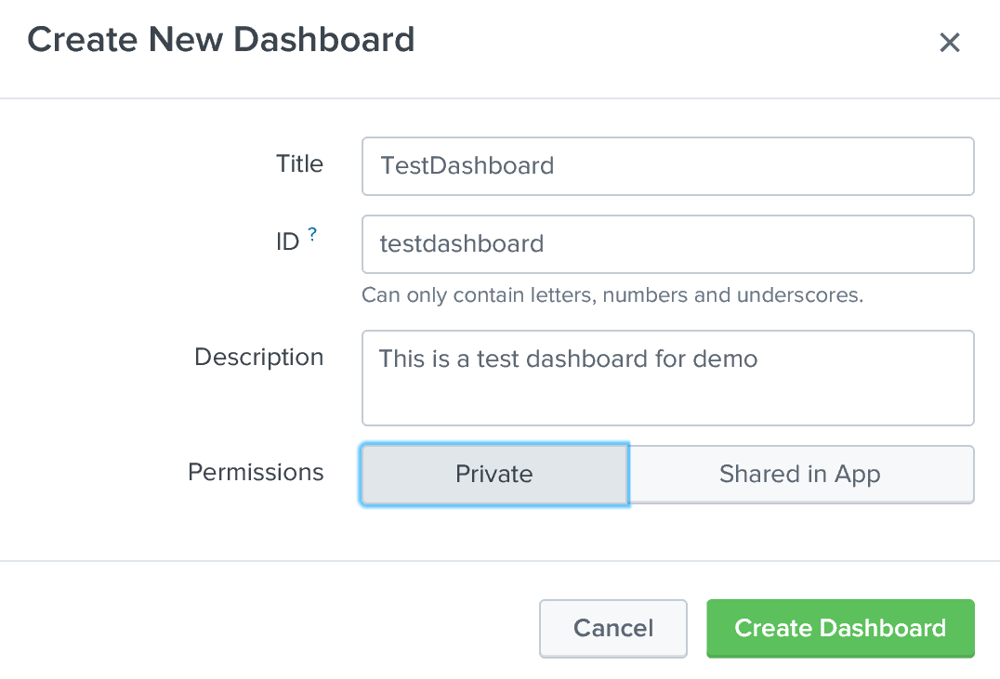 Create New Dashboard
Title
TestDashboard
ID ?
testdashboard
Can only contain letters, numbers and underscores.
Description
This is a test dashboard for demo
Permissions
Private
Shared in App
Cancel
Create Dashboard